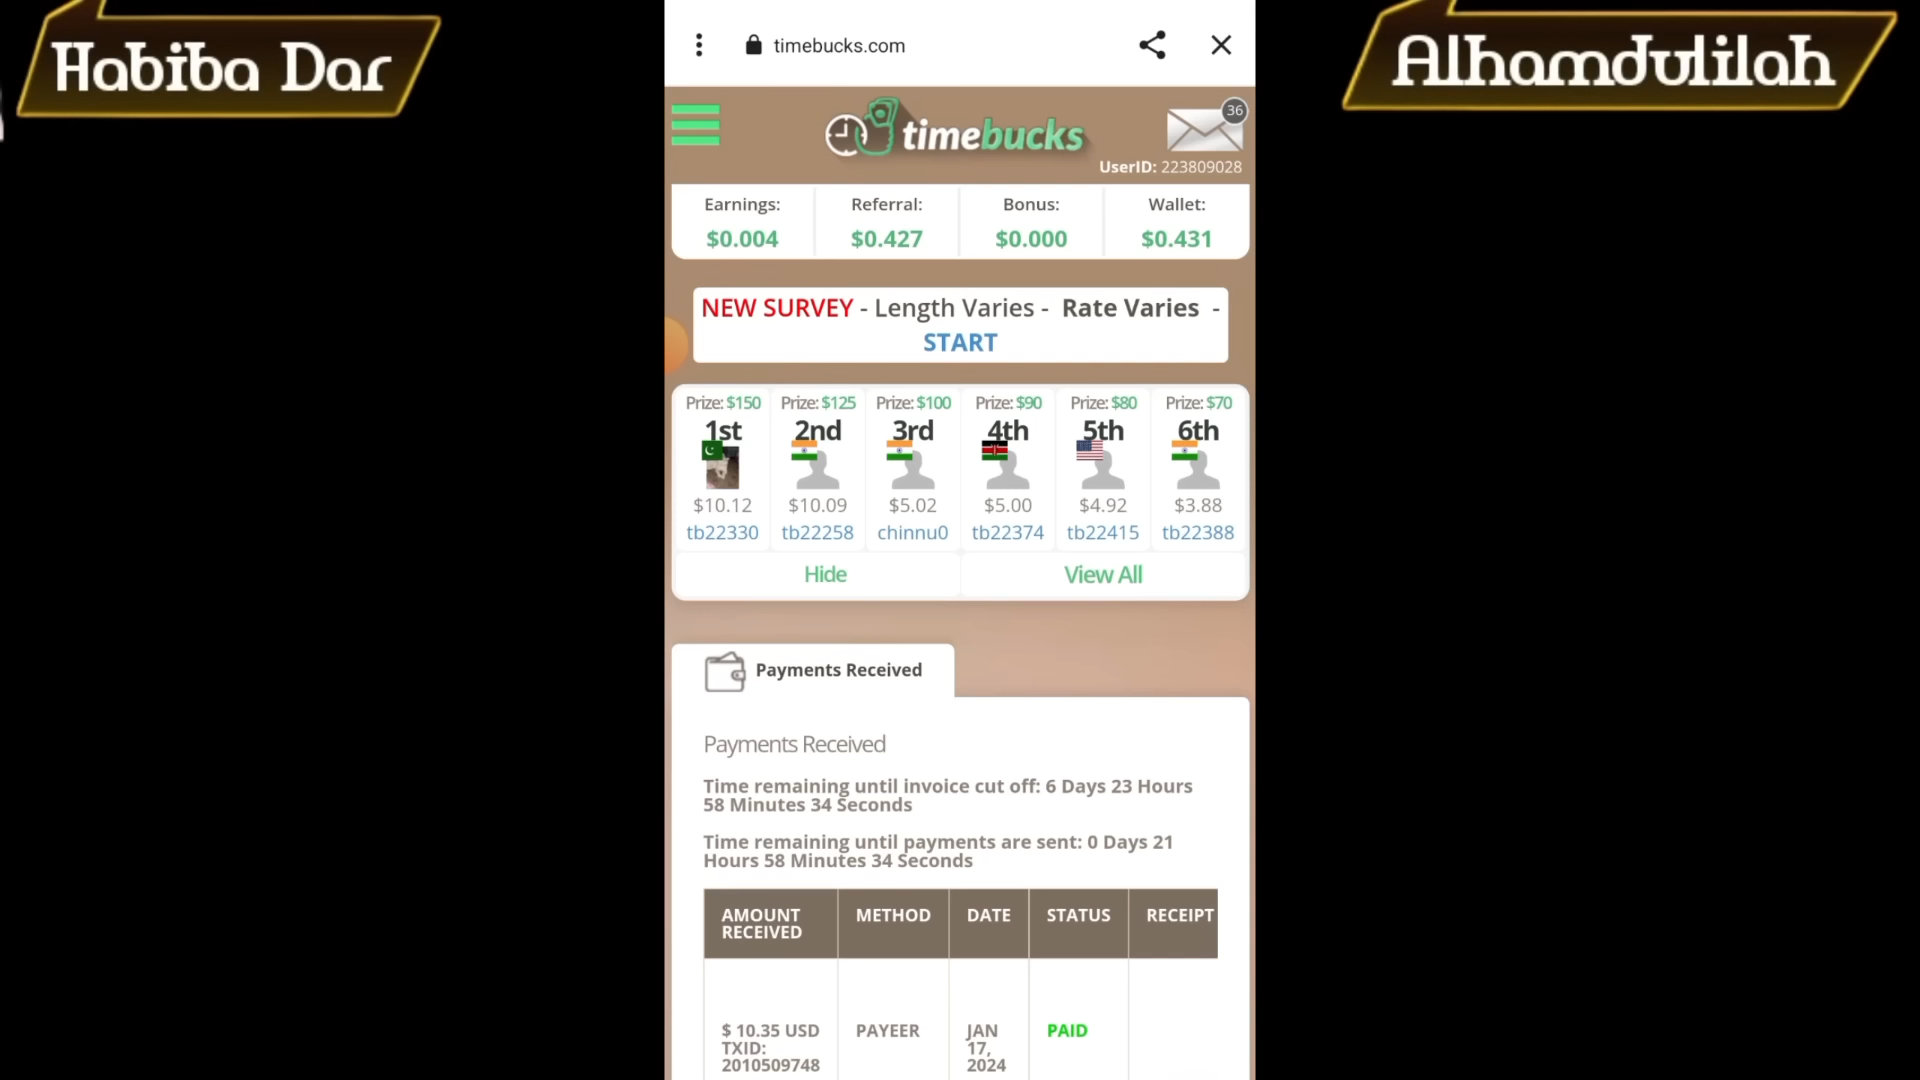 Habiba Dar
Alhamdulilah
timebucks.com
timebucks
36
UserID: 223809028
Earnings: Referral: Bonus: Wallet:
$0.004 $0.427 $0.000 $0.431
NEW SURVEY - Length Varies - Rate Varies -
START
Prize: $150 Prize: $125 Prize: $100 Prize: $90 Prize: $80 Prize: $70
1st 2nd 3rd 4th 5th 6th
$10.12 $10.09 $5.02 $5.00 $4.92 $3.88
tb22330 tb22258 chinnu0 tb22374 tb22415 tb22388
Hide View All
Payments Received
Payments Received
Time remaining until invoice cut off: 6 Days 23 Hours
58 Minutes 34 Seconds
Time remaining until payments are sent: 0 Days 21
Hours 58 Minutes 34 Seconds
AMOUNT RECEIVED METHOD DATE STATUS RECEIPT
$ 10.35 USD PAYEER JAN PAID
TXID: 17,
2010509748 2024